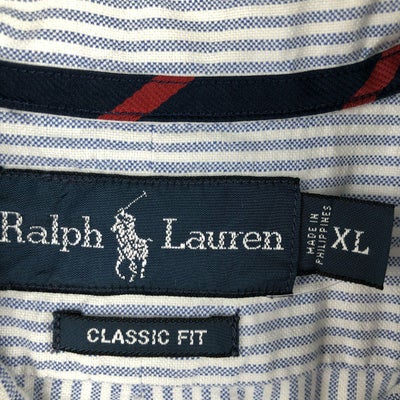 Ralph Lauren
MADE IN
PHILIPPINES
XL
CLASSIC FIT